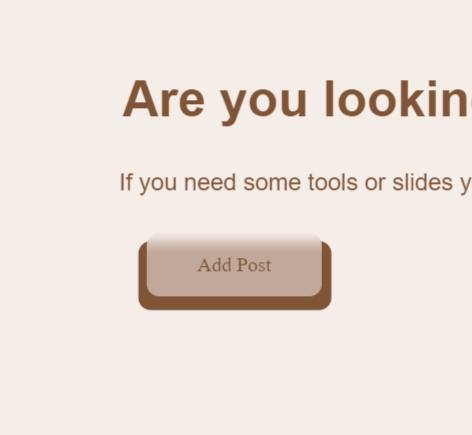 Are you lookin
If you need some tools or slides y
Add Post